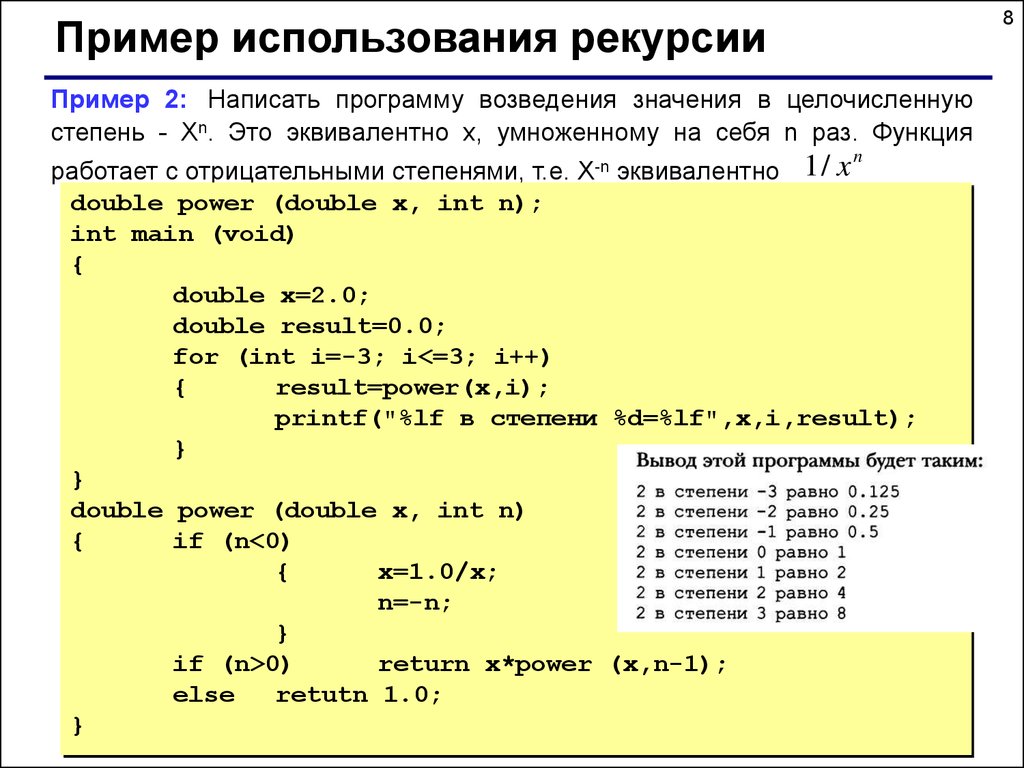 8
Пример использования рекурсии
Пример 2: Написать программу возведения значения в целочисленную
степень - Xⁿ. Это эквивалентно x, умноженному на себя n раз. Функция
работает с отрицательными степенями, т.е. X⁻ⁿ эквивалентно 1/ xⁿ
double power (double x, int n);
int main (void)
{
double x=2.0;
double result=0.0;
for (int i=-3; i<=3; i++)
{ result=power(x,i);
printf("%lf в степени %d=%lf",x,i,result);
}
}
double power (double x, int n)
{ if (n<0)
{ x=1.0/x;
n=-n;
}
if (n>0) return x*power (x,n-1);
else retutn 1.0;
}
Вывод этой программы будет таким:
2 в степени -3 равно 0.125
2 в степени -2 равно 0.25
2 в степени -1 равно 0.5
2 в степени 0 равно 1
2 в степени 1 равно 2
2 в степени 2 равно 4
2 в степени 3 равно 8